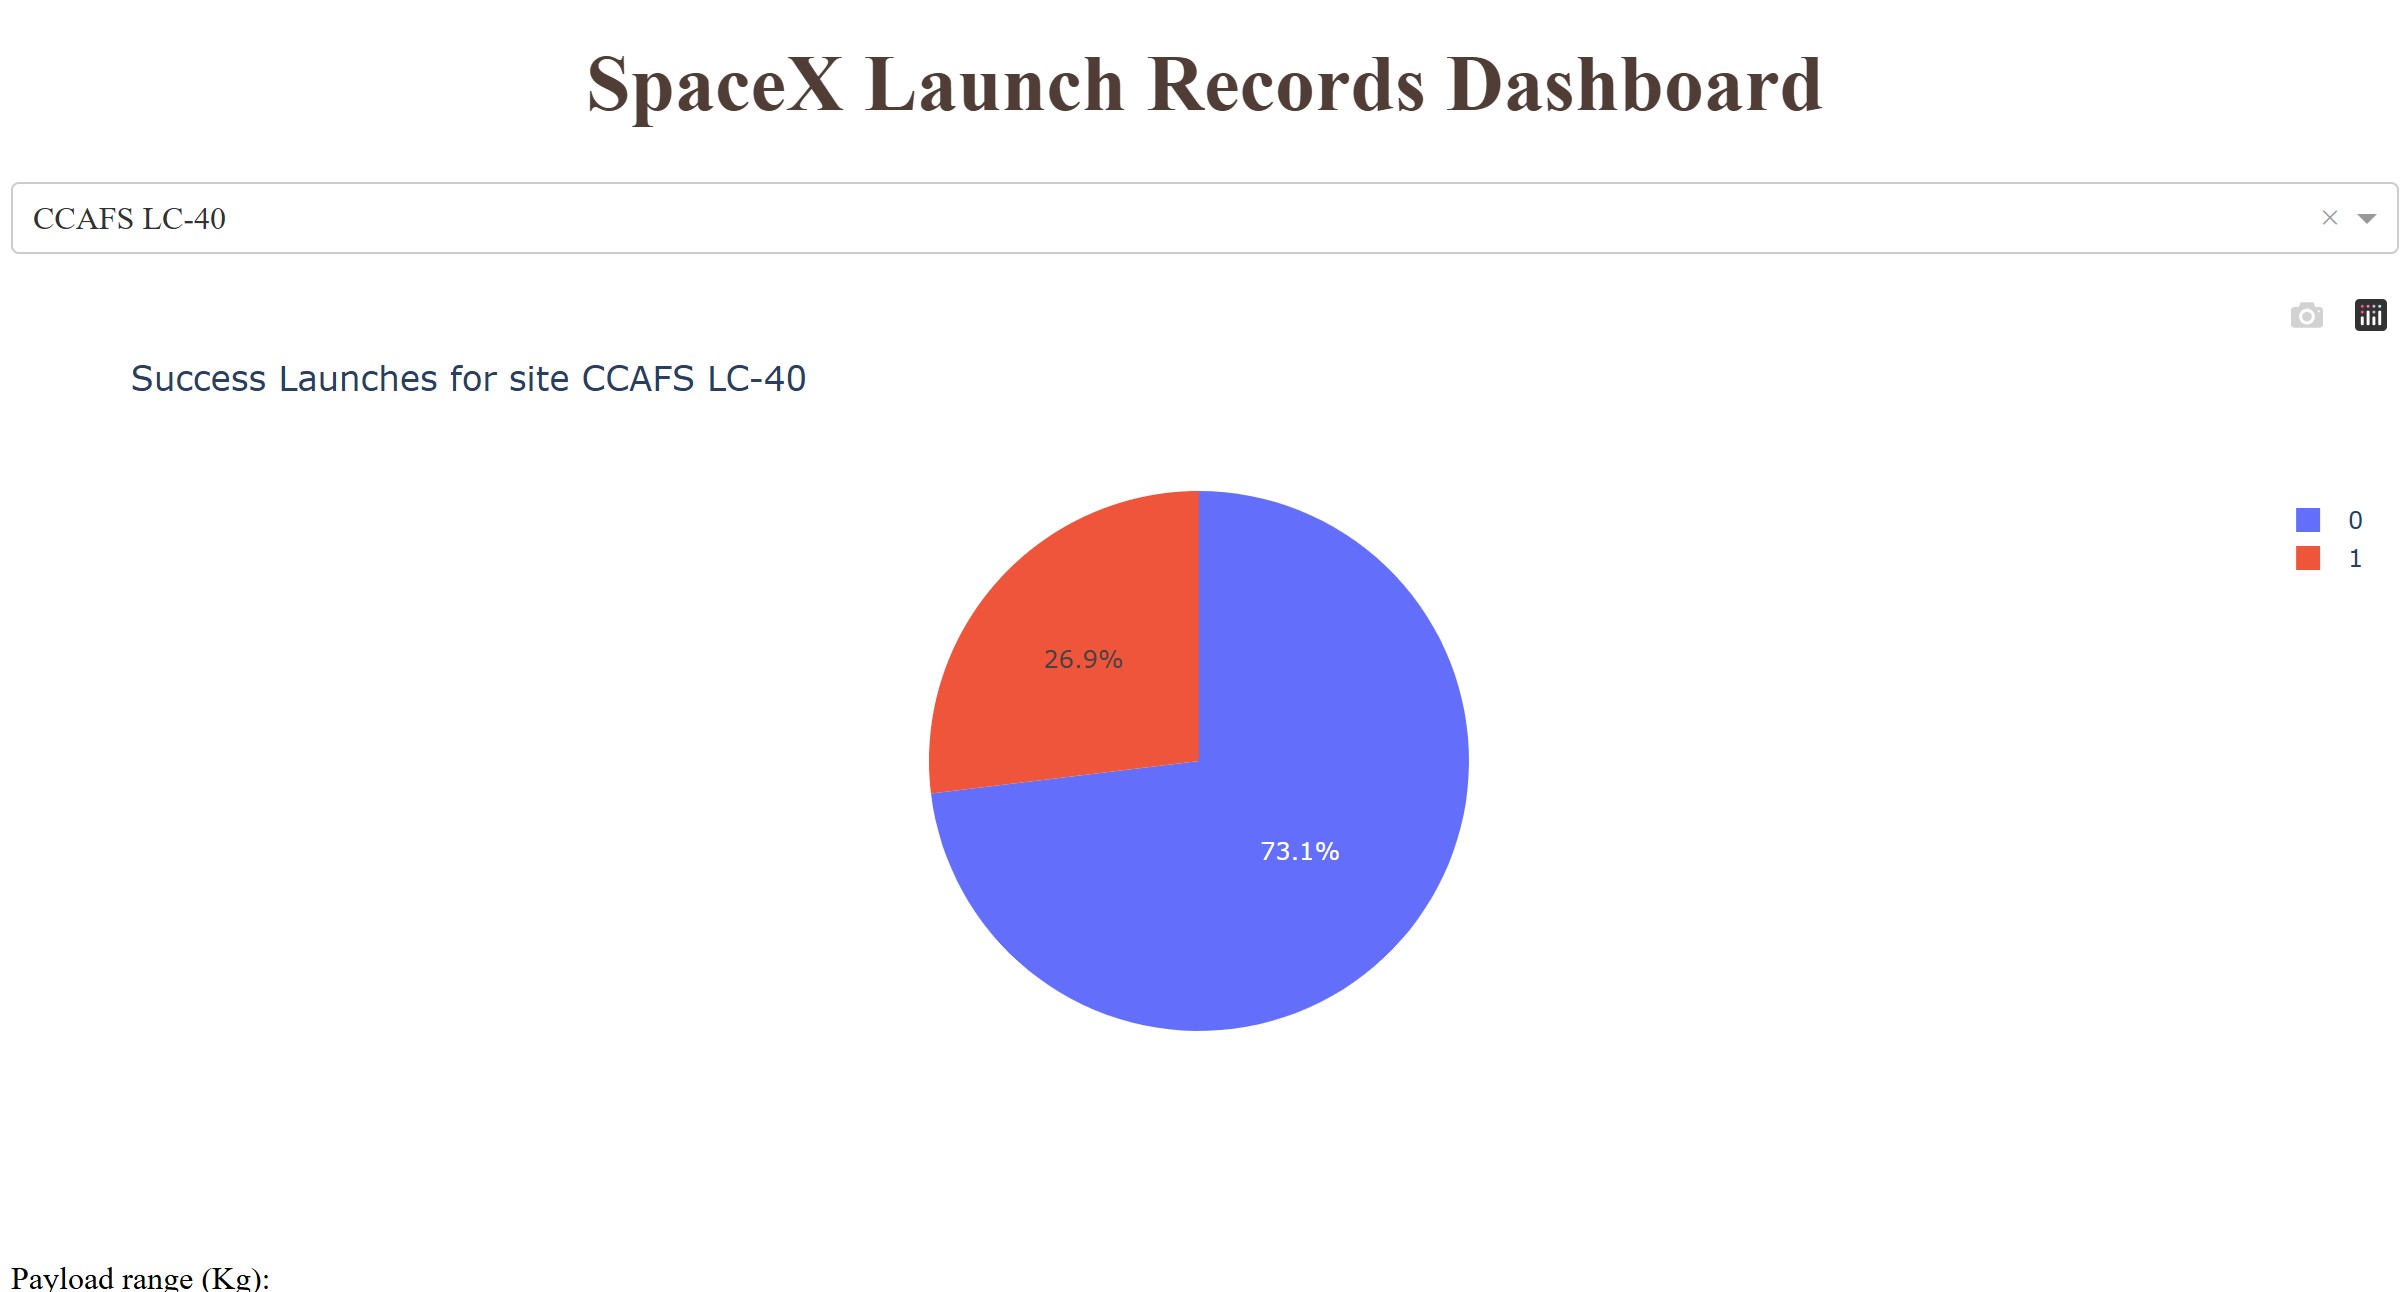 SpaceX Launch Records Dashboard
CCAFS LC-40
Success Launches for site CCAFS LC-40
0
1
26.9%
73.1%
Payload range (Kg):